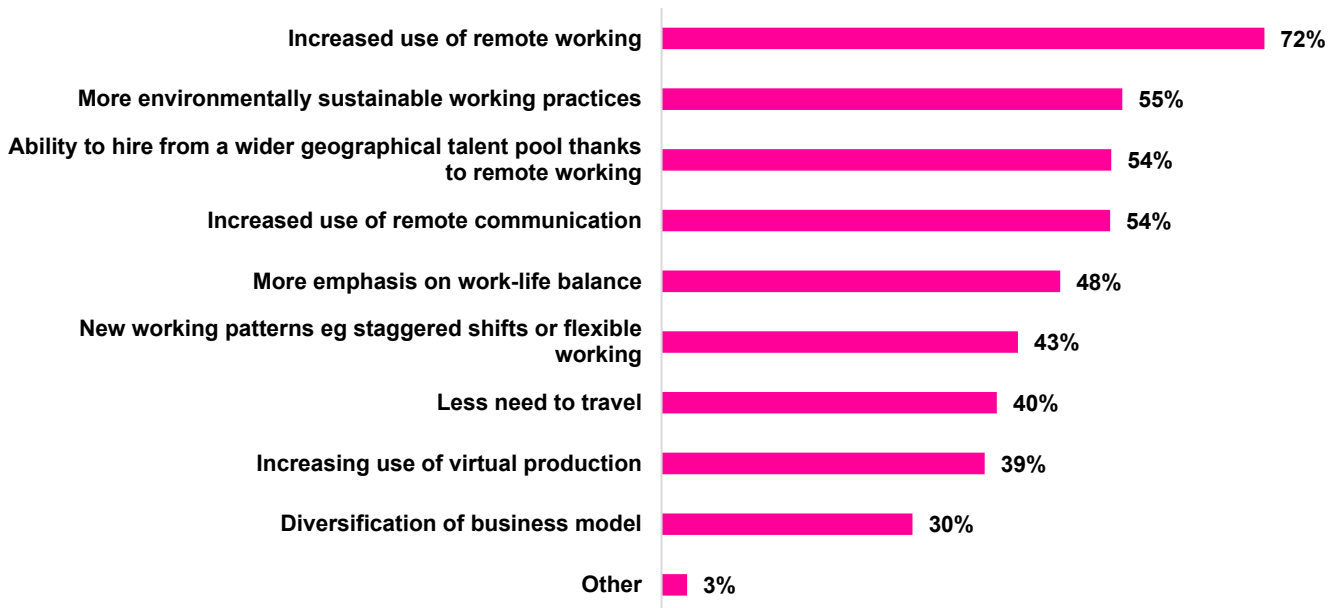 Increased use of remote working
72%
More environmentally sustainable working practices
55%
Ability to hire from a wider geographical talent pool thanks
to remote working
54%
Increased use of remote communication
54%
More emphasis on work-life balance
48%
New working patterns eg staggered shifts or flexible
working
43%
Less need to travel
40%
Increasing use of virtual production
39%
Diversification of business model
30%
Other
3%